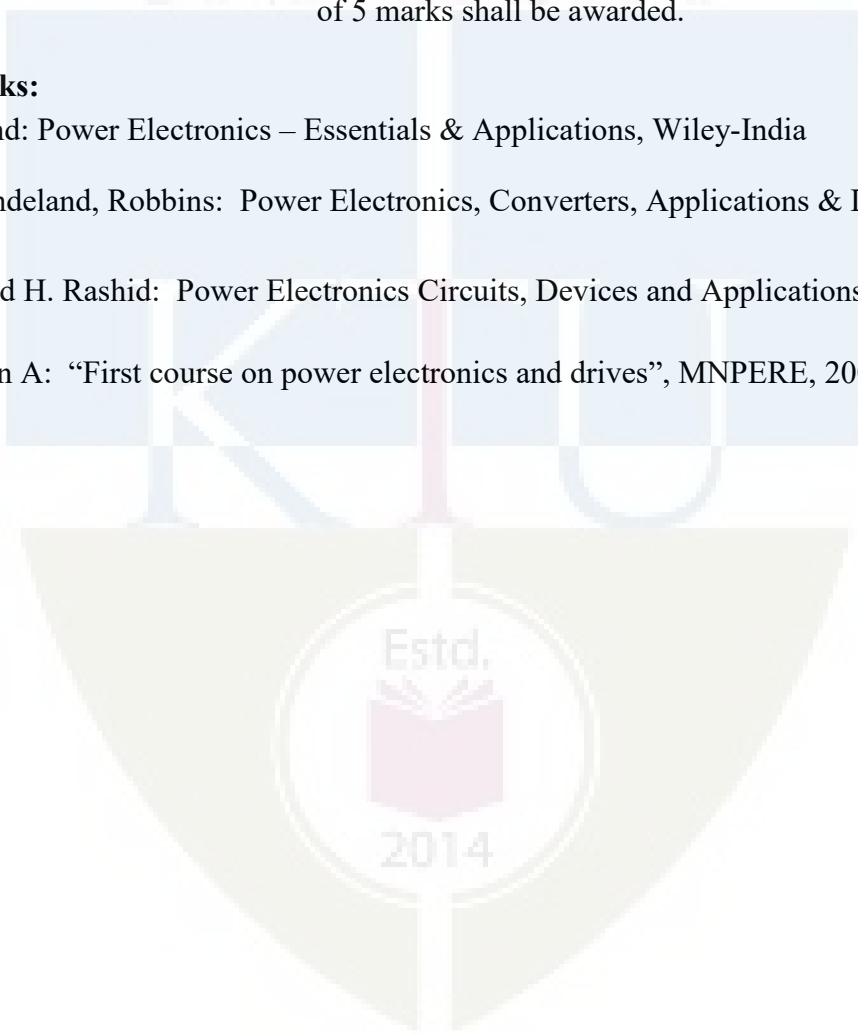 of 5 marks shall be awarded.
ks:
nd: Power Electronics – Essentials & Applications, Wiley-India
ndeland, Robbins: Power Electronics, Converters, Applications &
d H. Rashid: Power Electronics Circuits, Devices and Applications
n A: “First course on power electronics and drives”, MNPERE, 20
K I U
Estd.
2014